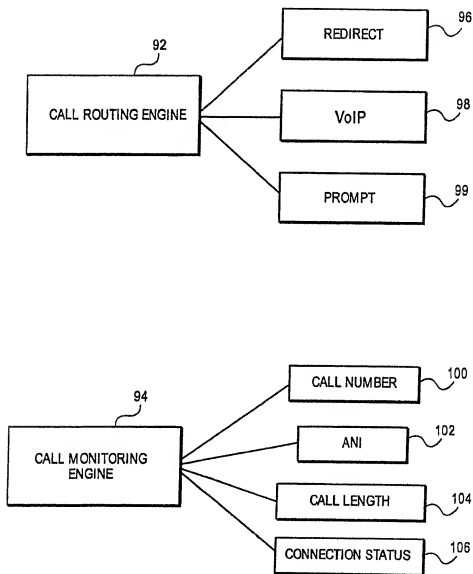 REDIRECT
96
92
CALL ROUTING ENGINE
VoIP
98
PROMPT
99
CALL NUMBER
100
94
CALL MONITORING
ENGINE
ANI
102
CALL LENGTH
104
CONNECTION STATUS
106